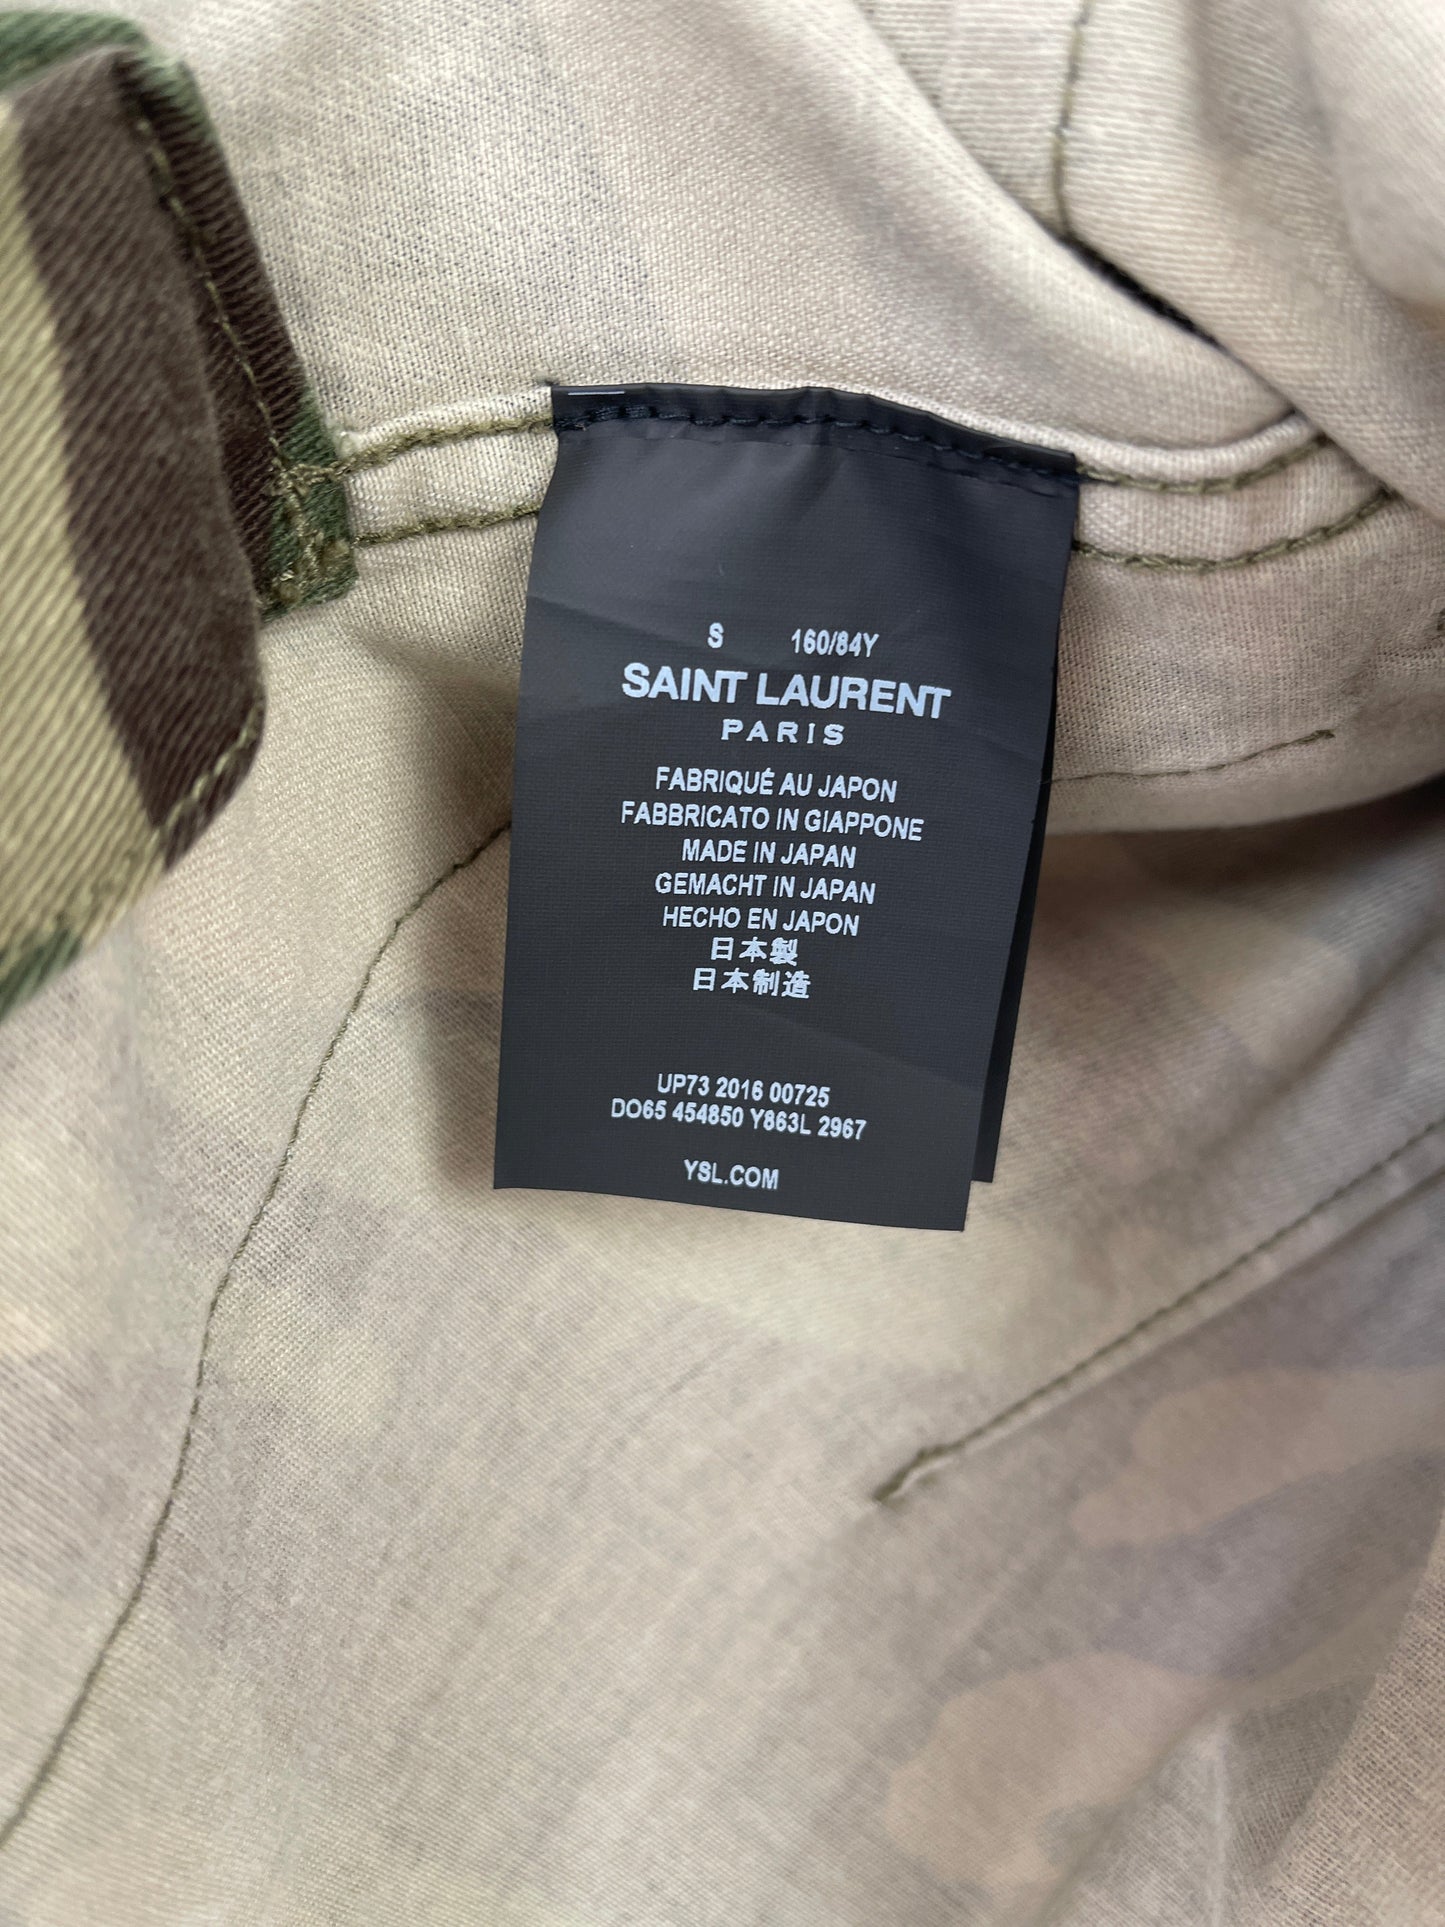 S 160/84Y
SAINT LAURENT
PARIS
FABRIQUÉ AU JAPON
FABBRICATO IN GIAPPONE
MADE IN JAPAN
GEMACHT IN JAPAN
HECHO EN JAPON
日本製
日本制造
UP73 2016 00725
DO65 454850 Y863L 2967
YSL.COM